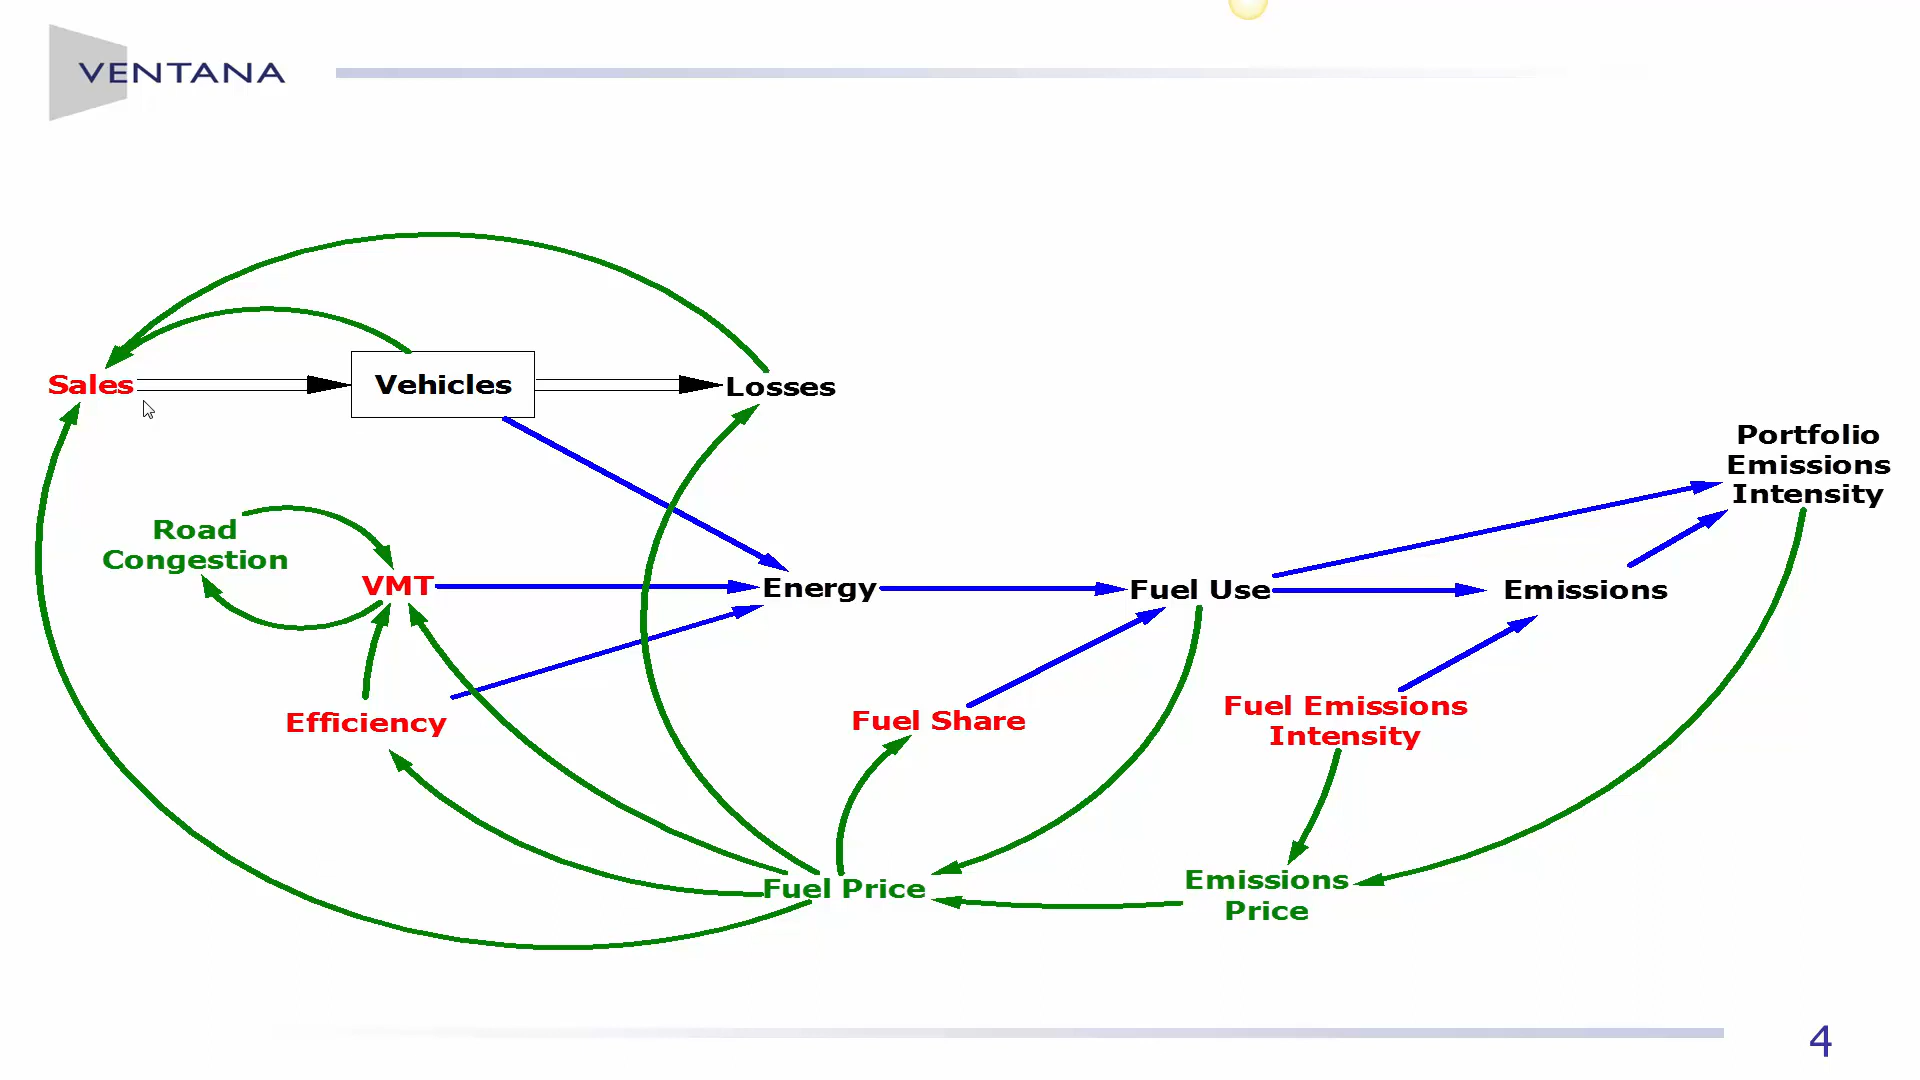 VENTANA
Sales
Vehicles
Losses
Portfolio
Emissions
Intensity
Road
Congestion
VMT
Energy
Fuel Use
Emissions
Efficiency
Fuel Share
Fuel Emissions
Intensity
Fuel Price
Emissions
Price
4